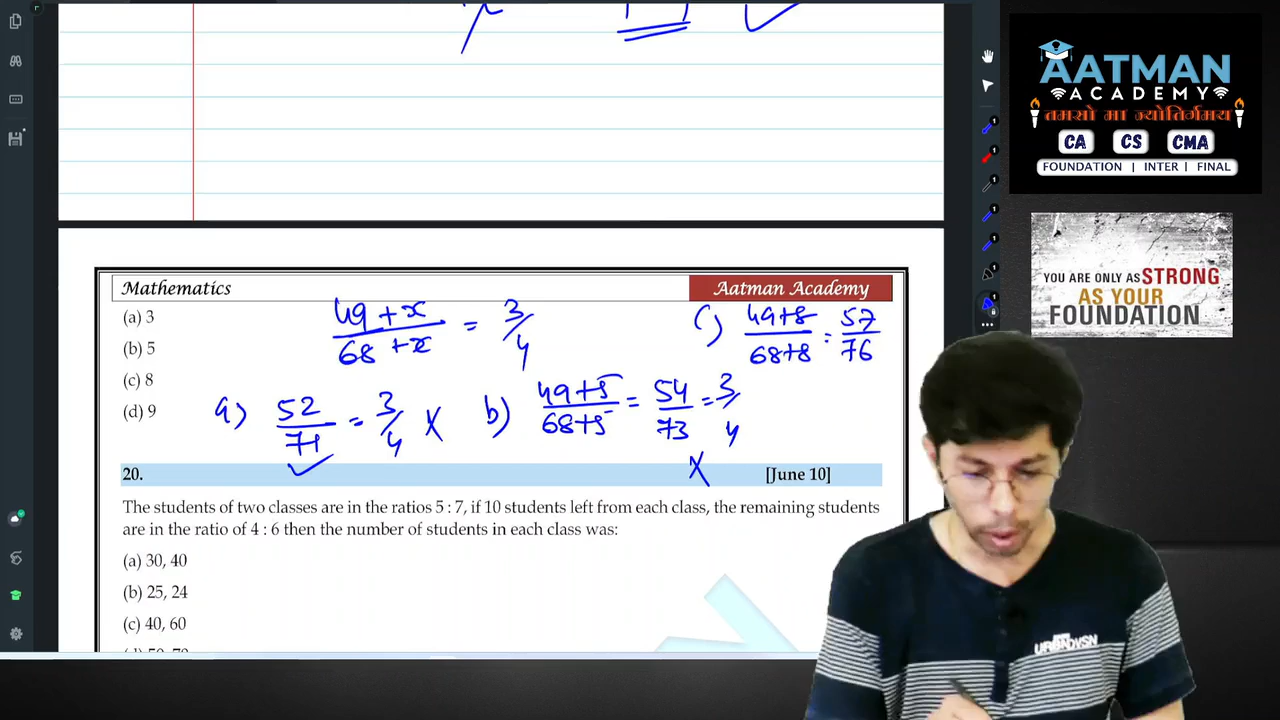 AATMAN
ACADEMY
तमसो मा ज्योतिर्गमय
CA CS CMA
FOUNDATION | INTER | FINAL
YOU ARE ONLY AS STRONG
AS YOUR
FOUNDATION
Mathematics Aatman Academy
(a) 3
(b) 5
(c) 8
(d) 9
49 + x / 68 + x = 3/4
c) 49+8 / 68+8 = 57/76
a) 52/71 = 3/4 X
b) 49+5 / 68+5 = 54/73 = 3/4
X
20. [June 10]
The students of two classes are in the ratios 5 : 7, if 10 students left from each class, the remaining students
are in the ratio of 4 : 6 then the number of students in each class was:
(a) 30, 40
(b) 25, 24
(c) 40, 60